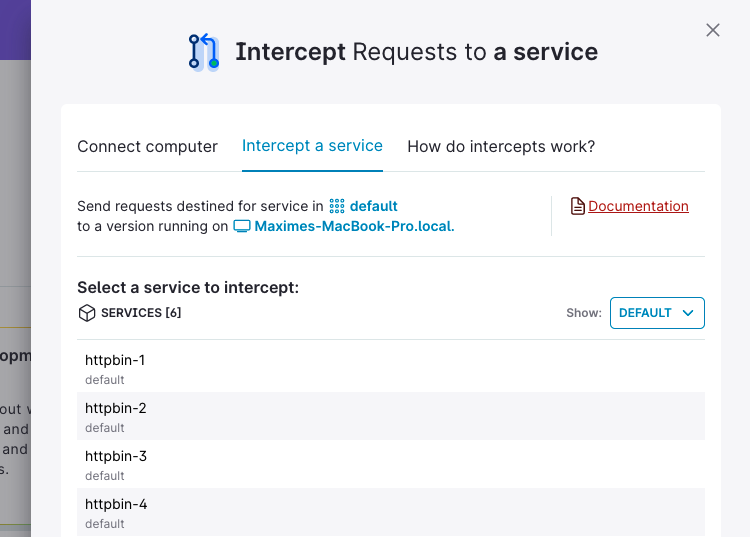 Intercept Requests to a service
Connect computer
Intercept a service
How do intercepts work?
Send requests destined for service in default
to a version running on Maximes-MacBook-Pro.local.
Documentation
Select a service to intercept:
SERVICES [6]
Show:
DEFAULT
httpbin-1
default
httpbin-2
default
httpbin-3
default
httpbin-4
default
opm
out
and
and
s.